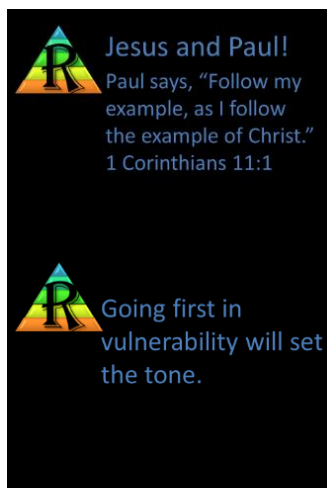 R
Jesus and Paul!
Paul says, “Follow my
example, as I follow
the example of Christ.”
1 Corinthians 11:1
R
Going first in
vulnerability will set
the tone.